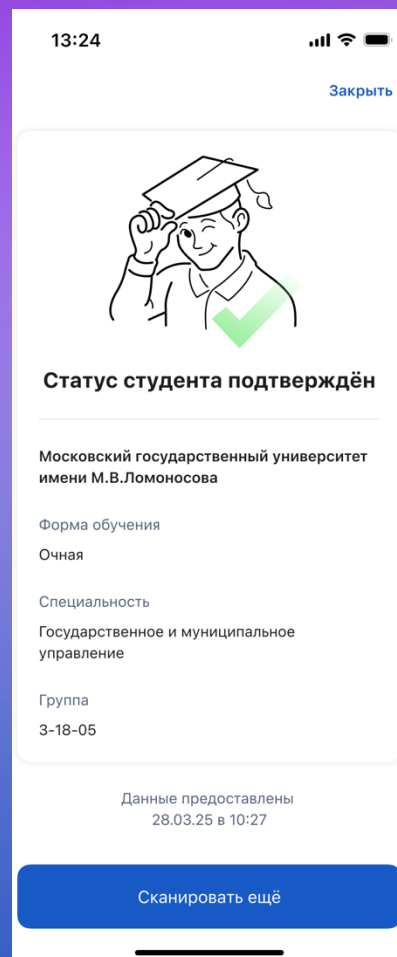 13:24
Закрыть
Статус студента подтверждён
Московский государственный университет
имени М.В.Ломоносова
Форма обучения
Очная
Специальность
Государственное и муниципальное
управление
Группа
3-18-05
Данные предоставлены
28.03.25 в 10:27
Сканировать ещё